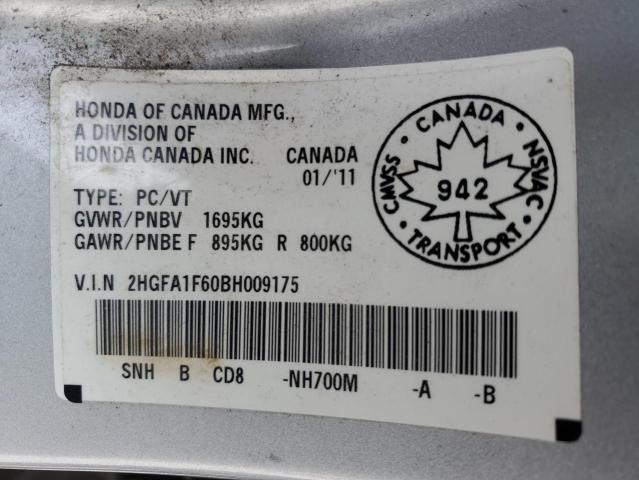 HONDA OF CANADA MFG.,
A DIVISION OF
HONDA CANADA INC. CANADA
01/'11
TYPE: PC/VT
GVWR/PNBV 1695KG
GAWR/PNBE F 895KG R 800KG
V.I.N 2HGFA1F60BH009175
SNH B CD8 -NH700M -A -B
CANADA
CMVSS · NSVAC
942
TRANSPORT